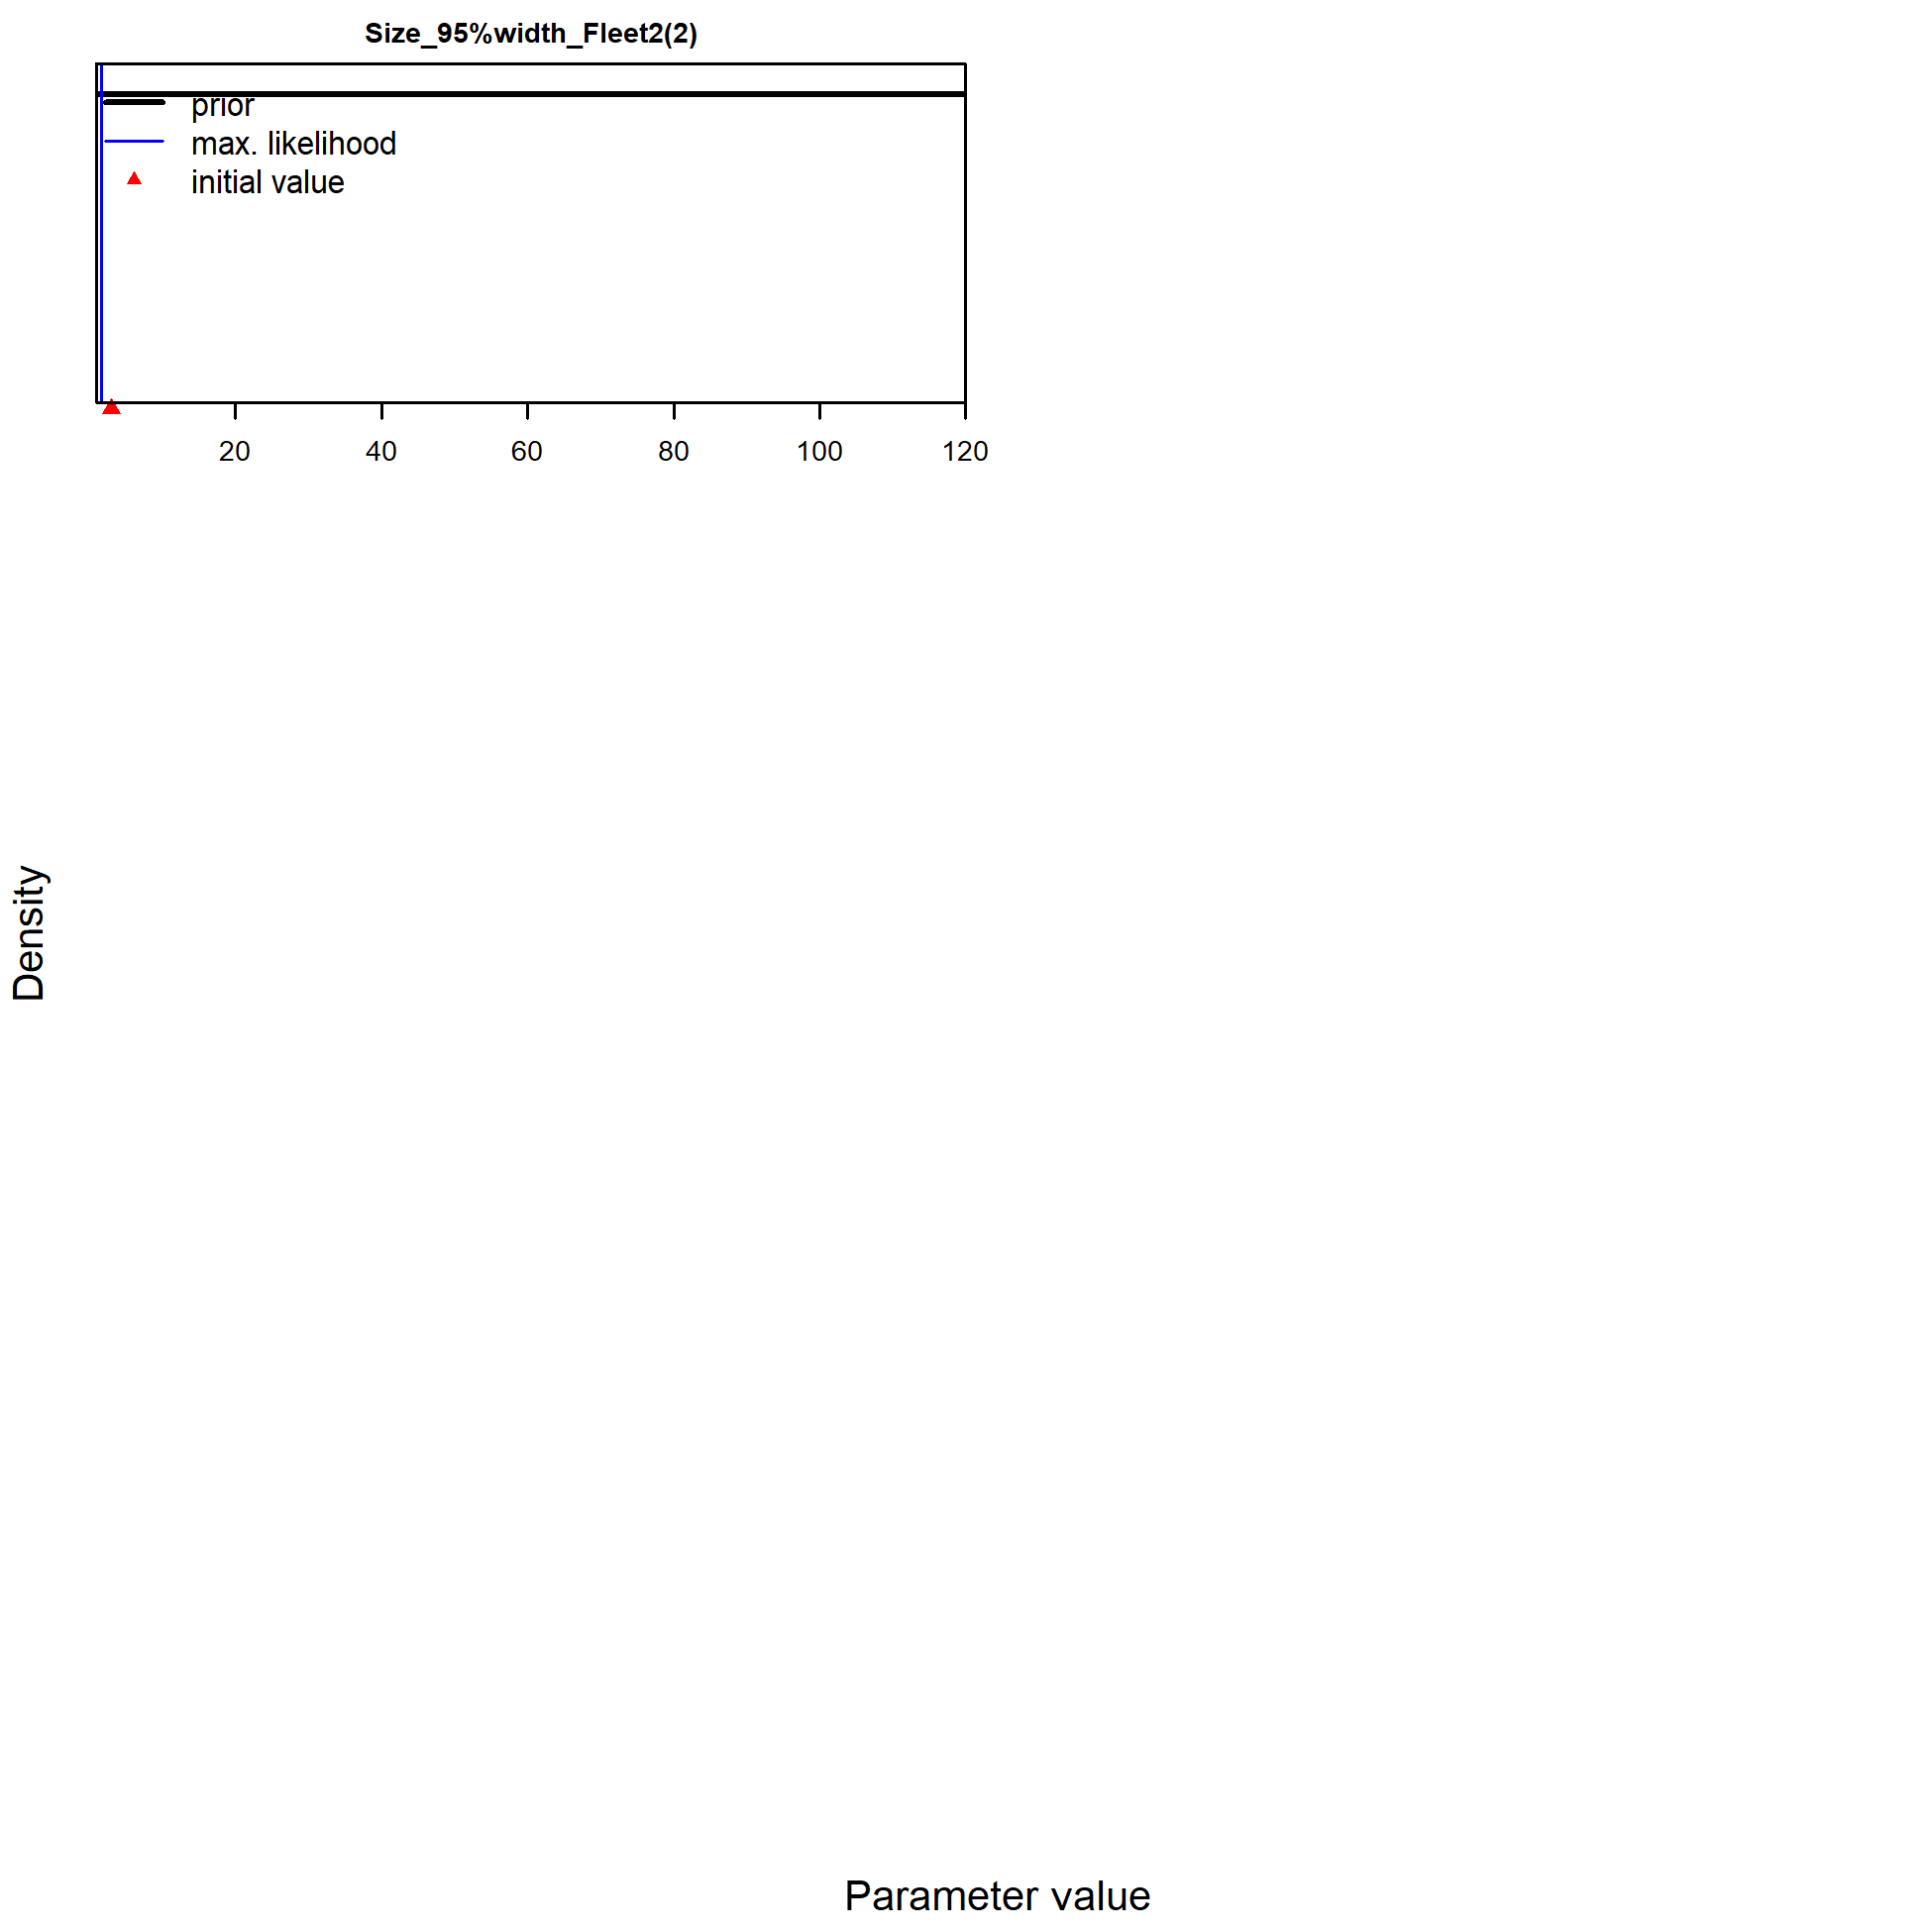 Size_95%width_Fleet2(2)
prior
max. likelihood
initial value
20 40 60 80 100 120
Density
Parameter value